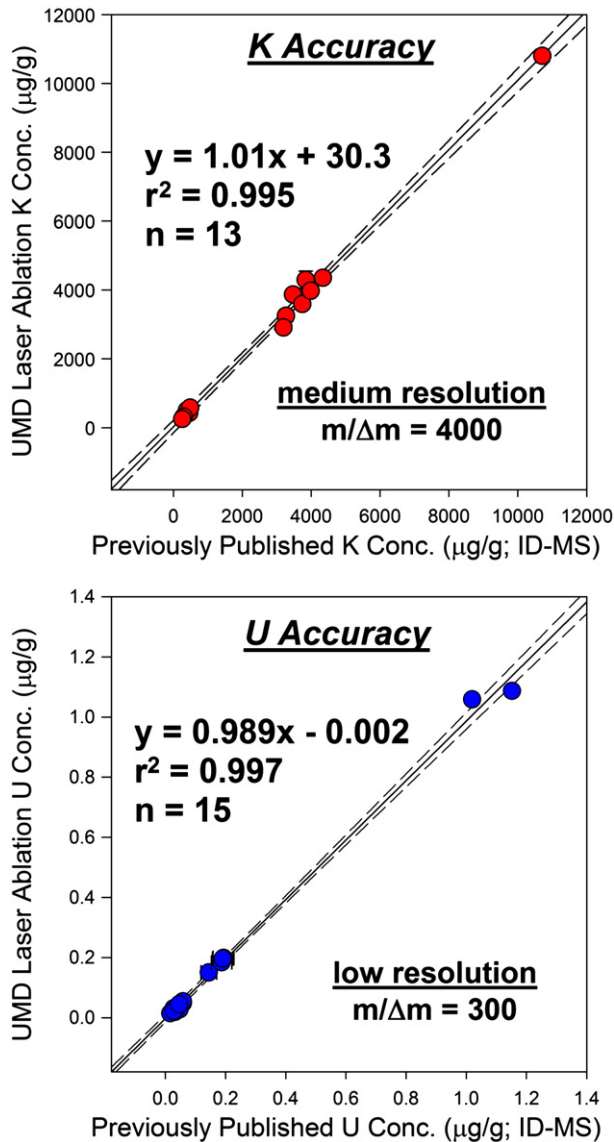 K Accuracy
y = 1.01x + 30.3
r² = 0.995
n = 13
medium resolution
m/Δm = 4000
UMD Laser Ablation K Conc. (μg/g)
12000
10000
8000
6000
4000
2000
0
0 2000 4000 6000 8000 10000 12000
Previously Published K Conc. (μg/g; ID-MS)
U Accuracy
y = 0.989x - 0.002
r² = 0.997
n = 15
low resolution
m/Δm = 300
UMD Laser Ablation U Conc. (μg/g)
1.4
1.2
1.0
0.8
0.6
0.4
0.2
0.0
0.0 0.2 0.4 0.6 0.8 1.0 1.2 1.4
Previously Published U Conc. (μg/g; ID-MS)